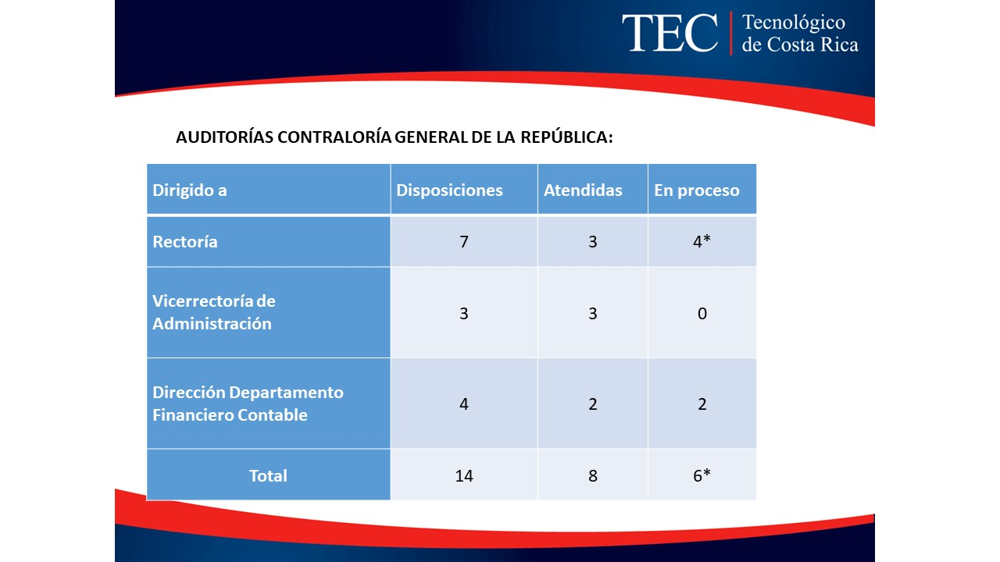 TEC
Tecnológico
de Costa Rica
AUDITORÍAS CONTRALORÍA GENERAL DE LA REPÚBLICA:
Dirigido a Disposiciones Atendidas En proceso
Rectoría 7 3 4*
Vicerrectoría de
Administración 3 3 0
Dirección Departamento
Financiero Contable 4 2 2
Total 14 8 6*